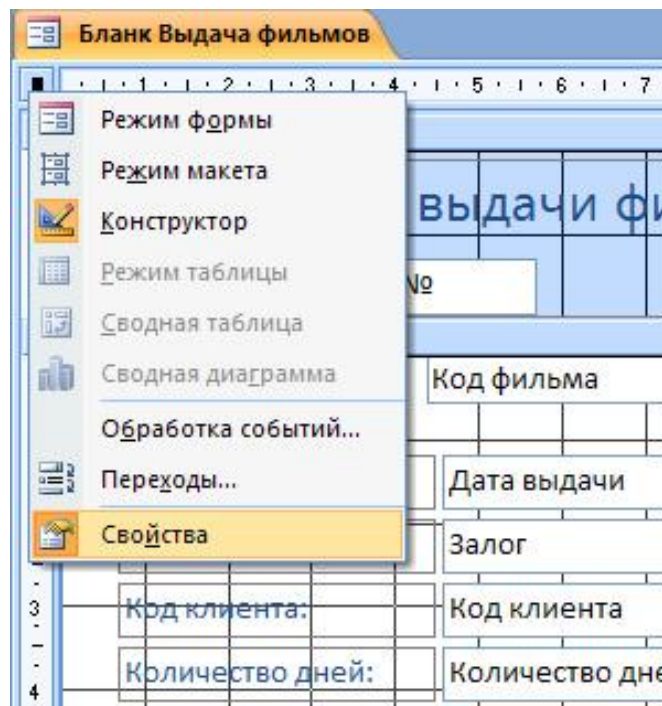 Бланк Выдача фильмов
1 2 3 4 5 6 7
Режим формы
Режим макета
Конструктор
Режим таблицы
Сводная таблица
Сводная диаграмма
Обработка событий...
Переходы...
Свойства
выдачи
№
Код фильма
Дата выдачи
Залог
3
Код клиента: Код клиента
Количество дней: Количество
4